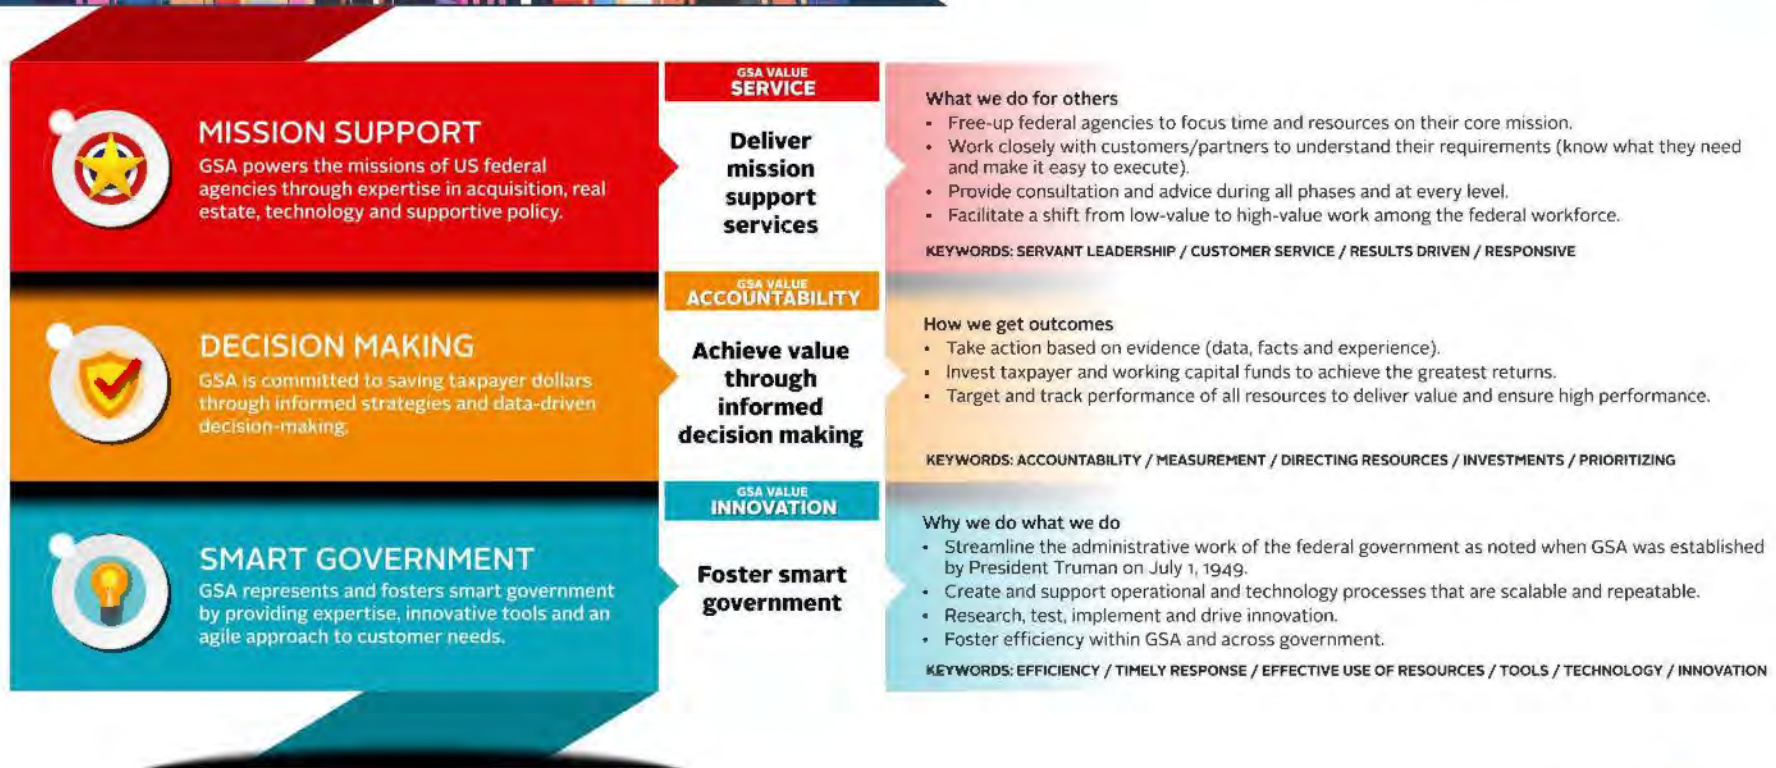 MISSION SUPPORT
GSA powers the missions of US federal
agencies through expertise in acquisition, real
estate, technology and supportive policy.
GSA VALUE
SERVICE
Deliver
mission
support
services
What we do for others
▪ Free-up federal agencies to focus time and resources on their core mission.
▪ Work closely with customers/partners to understand their requirements (know what they need
and make it easy to execute).
• Provide consultation and advice during all phases and at every level.
▪ Facilitate a shift from low-value to high-value work among the federal workforce.
KEYWORDS: SERVANT LEADERSHIP / CUSTOMER SERVICE / RESULTS DRIVEN / RESPONSIVE
DECISION MAKING
GSA is committed to saving taxpayer dollars
through informed strategies and data-driven
decision-making.
GSA VALUE
ACCOUNTABILITY
Achieve value
through
informed
decision making
How we get outcomes
• Take action based on evidence (data, facts and experience).
▪ Invest taxpayer and working capital funds to achieve the greatest returns.
▪ Target and track performance of all resources to deliver value and ensure high performance.
KEYWORDS: ACCOUNTABILITY / MEASUREMENT / DIRECTING RESOURCES / INVESTMENTS / PRIORITIZING
SMART GOVERNMENT
GSA represents and fosters smart government
by providing expertise, innovative tools and an
agile approach to customer needs.
GSA VALUE
INNOVATION
Foster smart
government
Why we do what we do
• Streamline the administrative work of the federal government as noted when GSA was established
by President Truman on July 1, 1949.
• Create and support operational and technology processes that are scalable and repeatable.
• Research, test, implement and drive innovation.
• Foster efficiency within GSA and across government.
KEYWORDS: EFFICIENCY / TIMELY RESPONSE / EFFECTIVE USE OF RESOURCES / TOOLS / TECHNOLOGY / INNOVATION